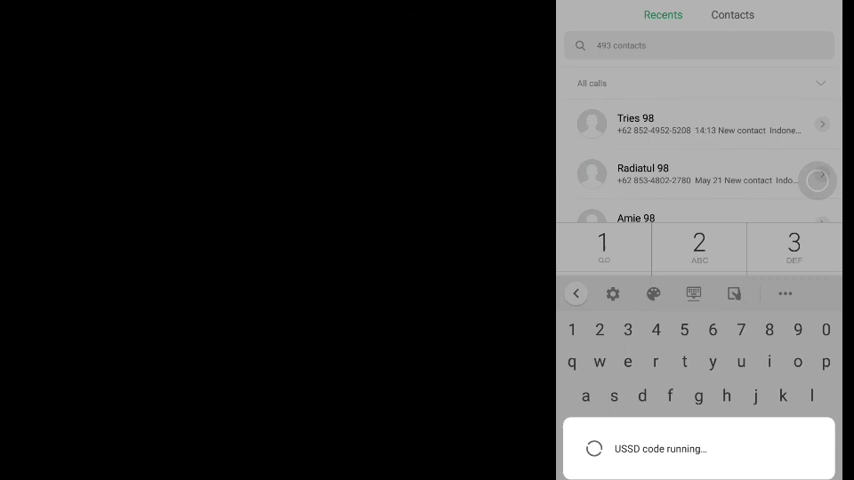 Recents Contacts
493 contacts
All calls
Tries 98
+62 852-4952-5208 14:13 New contact Indone...
Radiatul 98
+62 853-4802-2780 May 21 New contact Indo...
Amie 98
1 2 3
ABC DEF
1 2 3 4 5 6 7 8 9 0
q w e r t y u i o p
a s d f g h j k l
USSD code running...